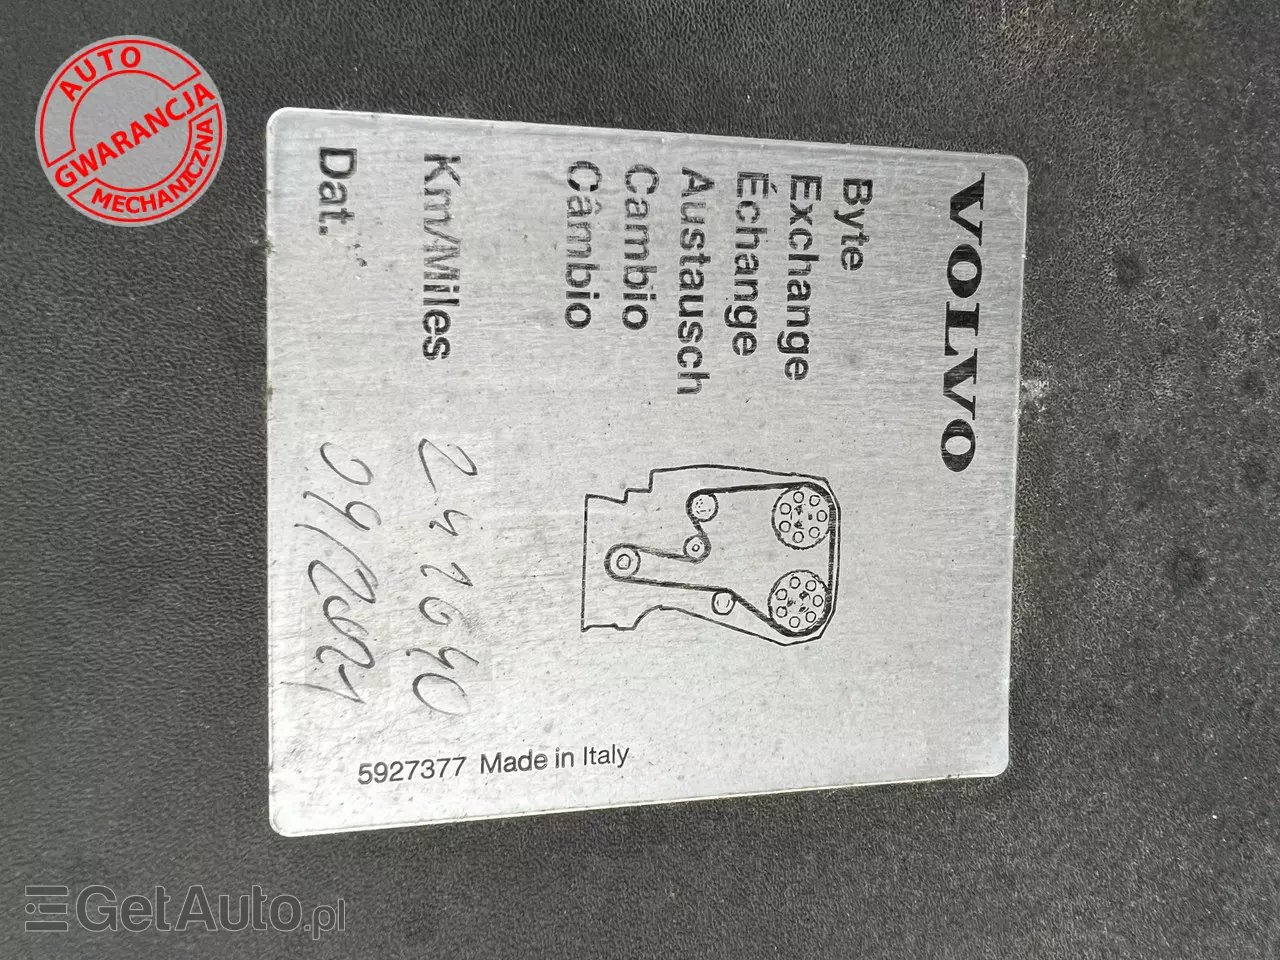 AUTO
GWARANCJA
MECHANICZNA
VOLVO
Byte
Exchange
Échange
Austausch
Cambio
Câmbio
Km/Miles 242640
Dat. 09/2021
5927377 Made in Italy
GetAuto.pl